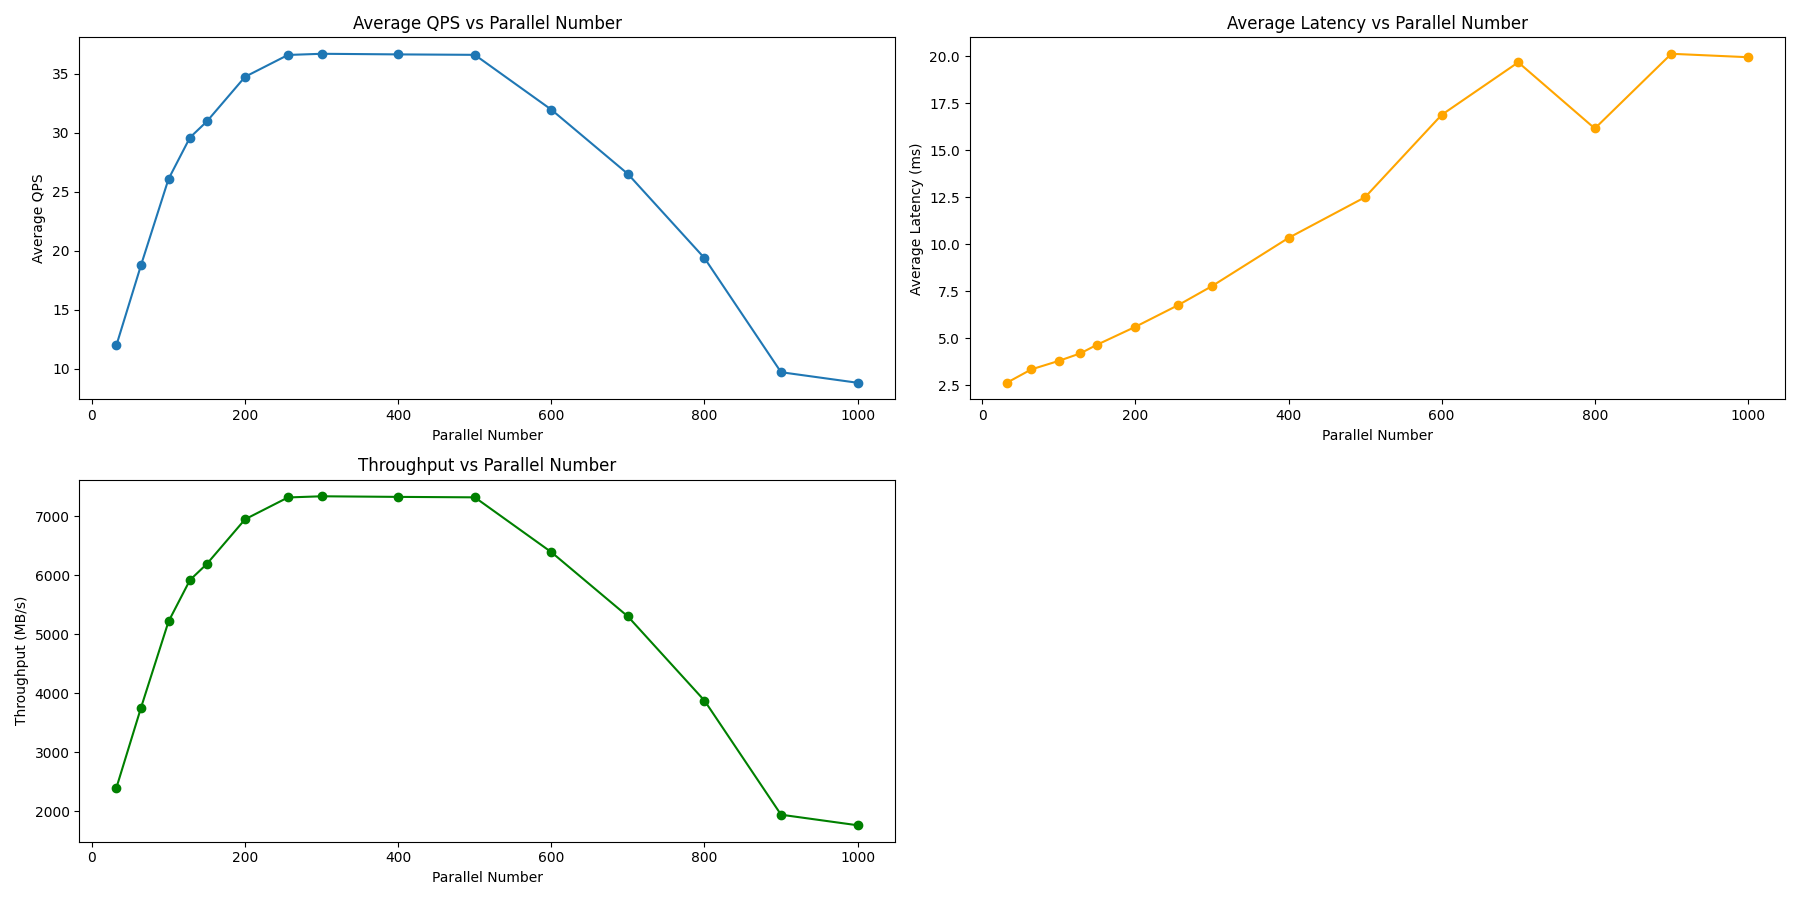 Average QPS vs Parallel Number
Average QPS
35
30
25
20
15
10
0 200 400 600 800 1000
Parallel Number
Average Latency vs Parallel Number
Average Latency (ms)
20.0
17.5
15.0
12.5
10.0
7.5
5.0
2.5
0 200 400 600 800 1000
Parallel Number
Throughput vs Parallel Number
Throughput (MB/s)
7000
6000
5000
4000
3000
2000
0 200 400 600 800 1000
Parallel Number